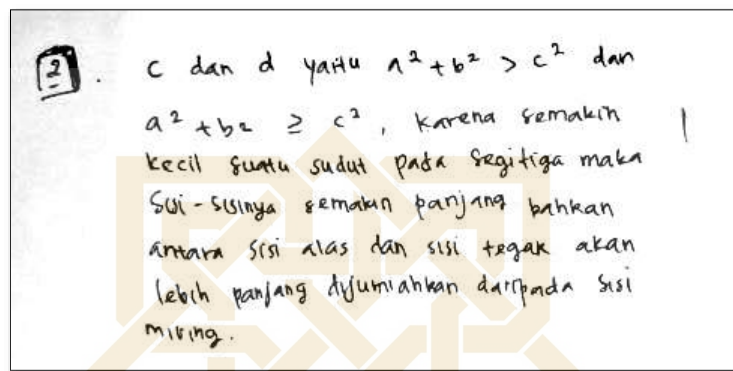 2. c dan d yaitu a² + b² > c² dan
a² + b² ≥ c², karena semakin
kecil suatu sudut pada segitiga maka
sisi-sisinya semakin panjang bahkan
antara sisi alas dan sisi tegak akan
lebih panjang dijumlahkan daripada sisi
miring.